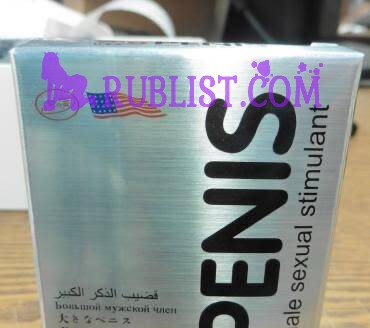 RUBLIST.COM
PENIS
ale sexual stimulant
قضيب الذكر الكبير
Большой мужской член
大きなペニス